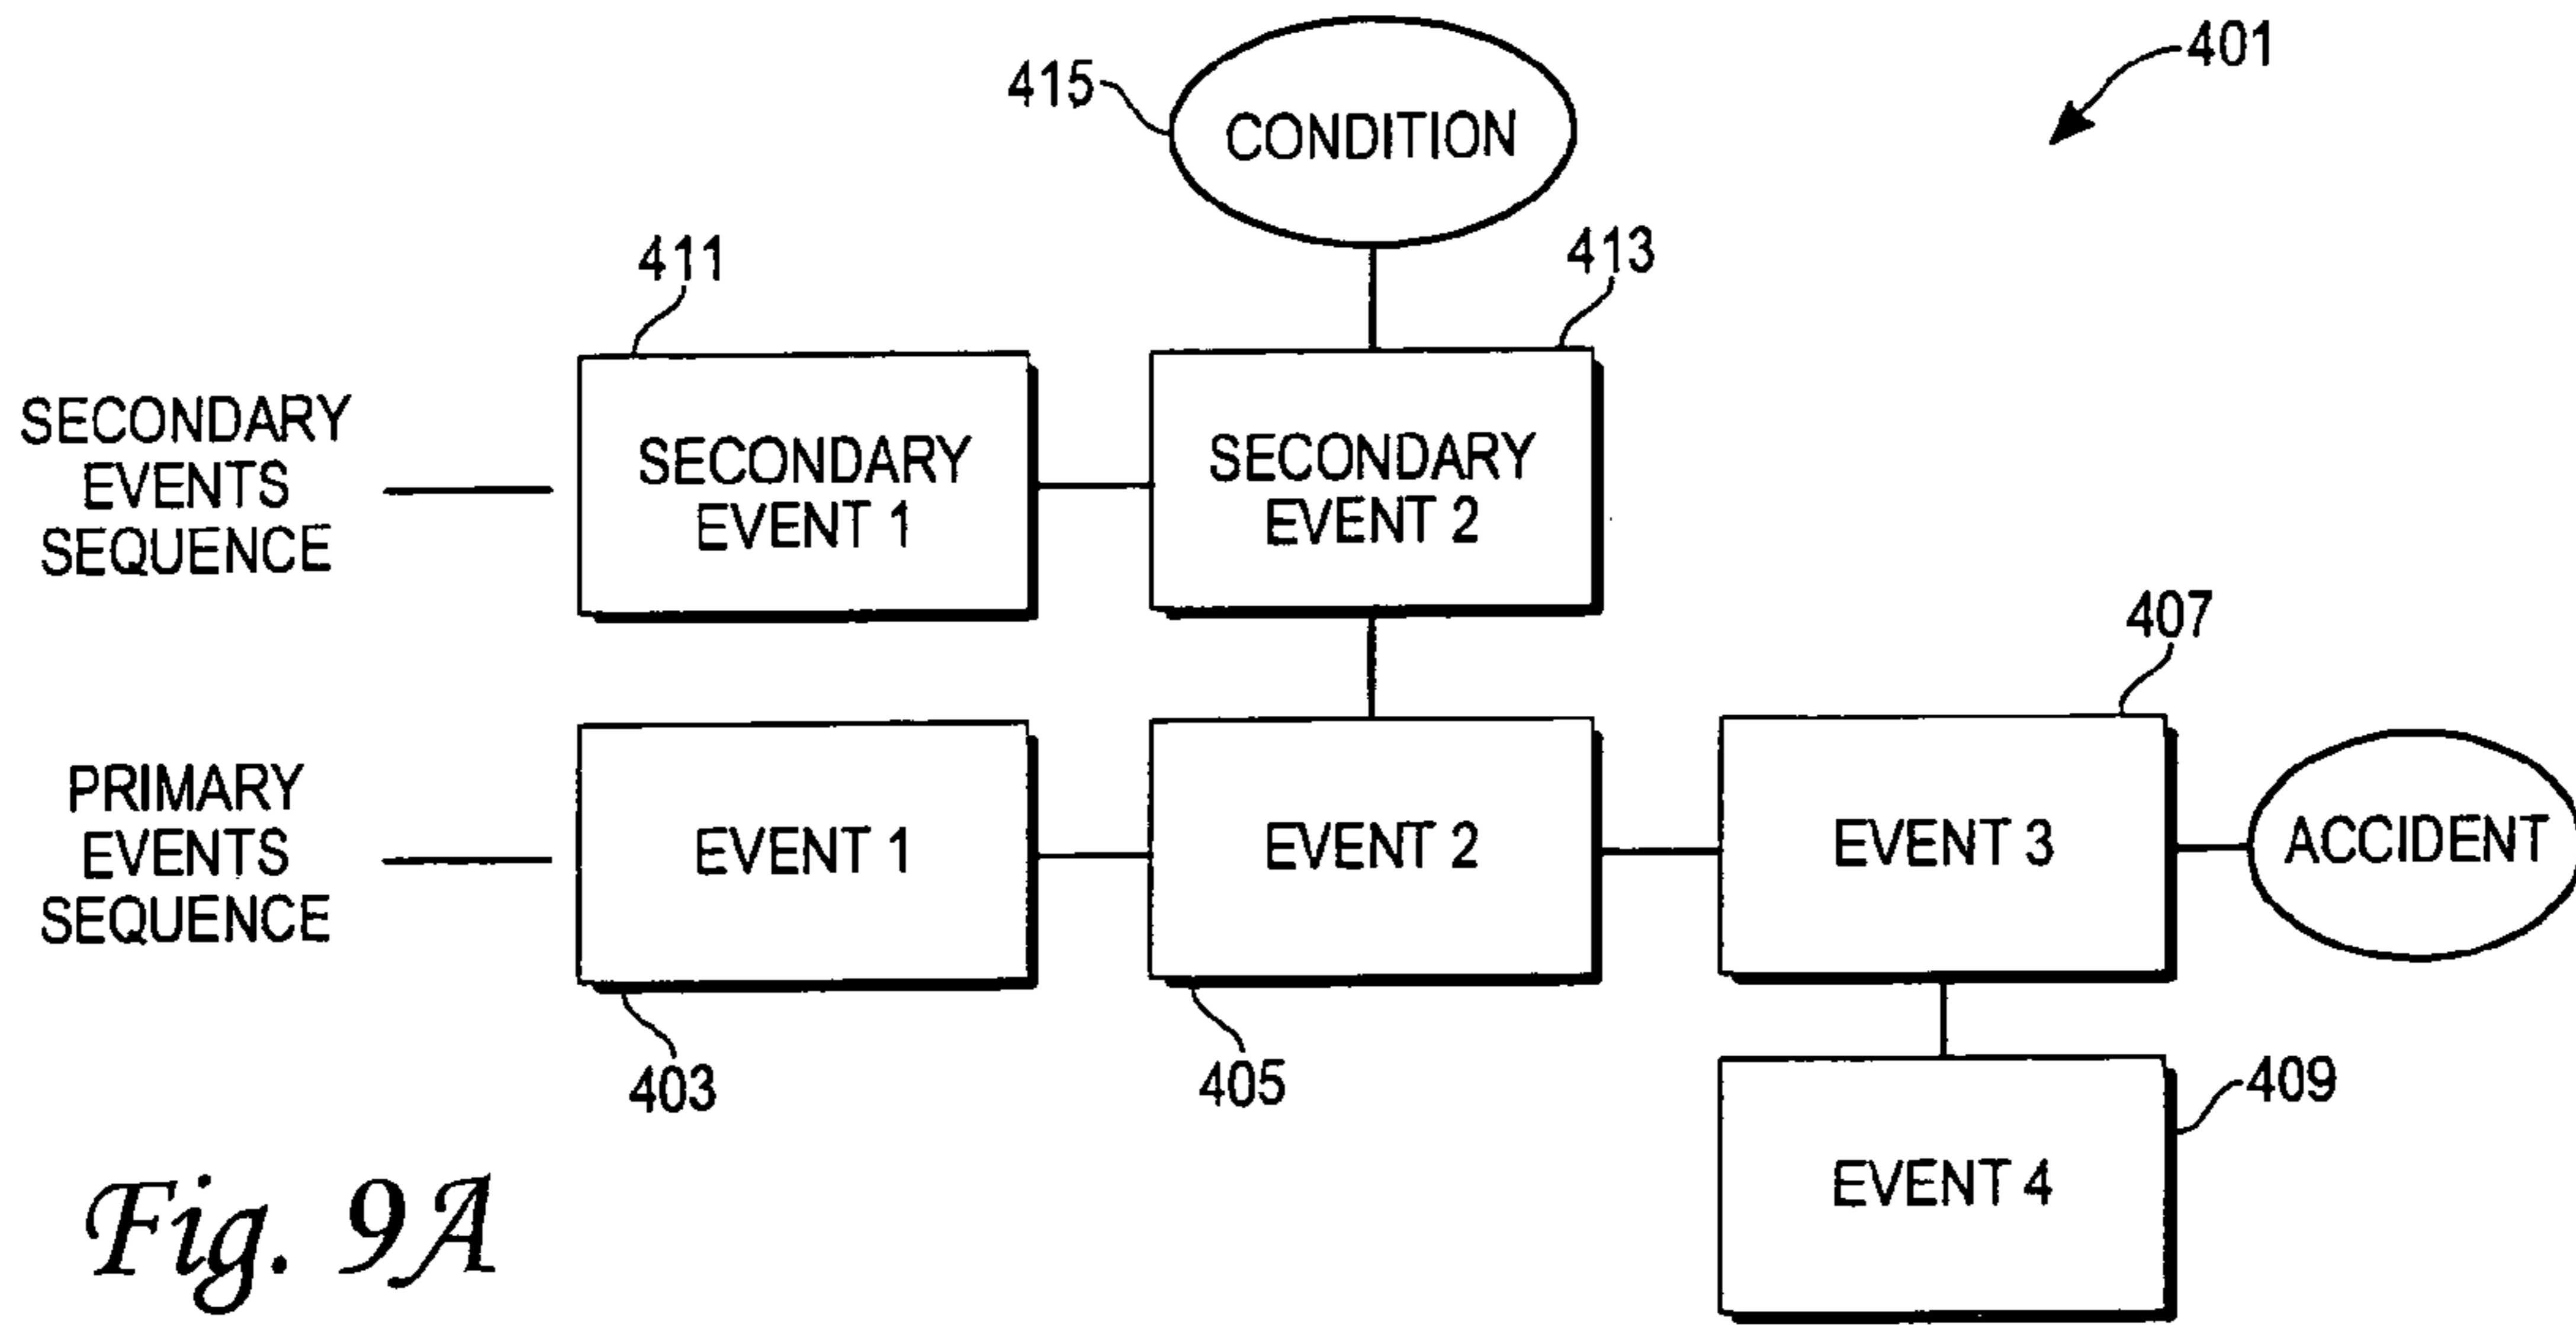 401
415
CONDITION
411
413
SECONDARY
EVENTS
SEQUENCE
SECONDARY
EVENT 1
SECONDARY
EVENT 2
407
PRIMARY
EVENTS
SEQUENCE
EVENT 1
EVENT 2
EVENT 3
ACCIDENT
403
405
409
EVENT 4
Fig. 9A